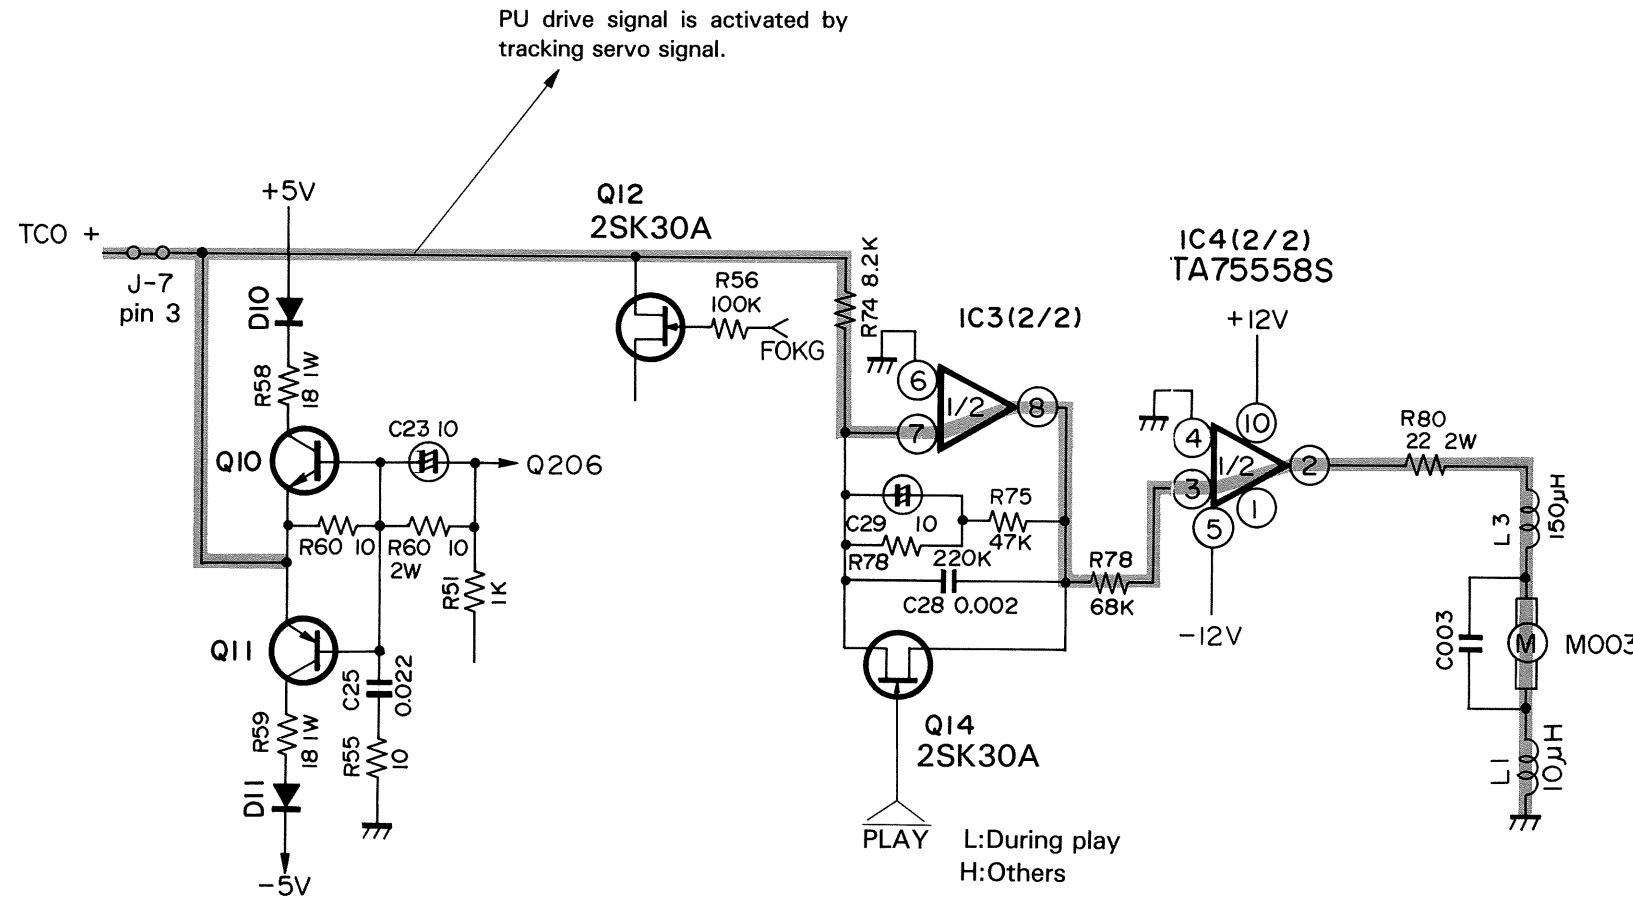 PU drive signal is activated by
tracking servo signal.
+5V
Q12
2SK30A
TCO +
J-7
pin 3
D10
R58
18 1W
R56
100K
FOKG
R74 8.2K
IC3(2/2)
6
7
1/2
8
IC4(2/2)
TA75558S
+12V
4
10
3
1/2
2
1
5
-12V
R80
22 2W
L3
150µH
C003
M
M003
L1
10µH
Q10
C23 10
Q206
R60 10
R60 10
2W
R51
1K
Q11
C25
0.022
R59
18 1W
R55
10
D11
-5V
C29 10
R75
47K
R78
220K
C28 0.002
R78
68K
Q14
2SK30A
PLAY
L:During play
H:Others